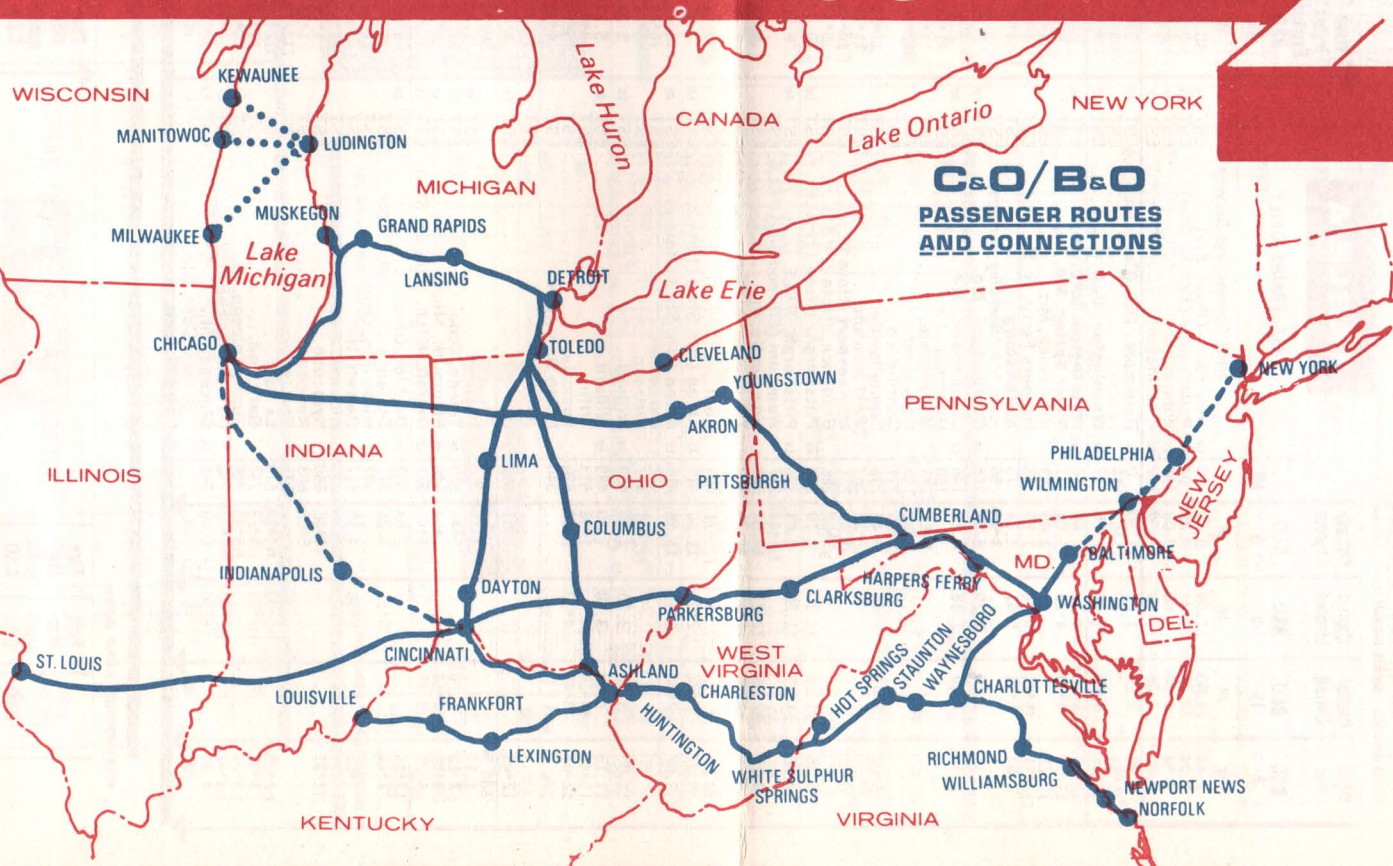 KEWAUNEE
WISCONSIN
MANITOWOC
LUDINGTON
Lake Huron
CANADA
Lake Ontario
NEW YORK
C&O/B&O
PASSENGER ROUTES
AND CONNECTIONS
MICHIGAN
MUSKEGON
GRAND RAPIDS
MILWAUKEE
Lake
Michigan
LANSING
DETROIT
Lake Erie
CHICAGO
TOLEDO
CLEVELAND
NEW YORK
YOUNGSTOWN
AKRON
PENNSYLVANIA
INDIANA
ILLINOIS
LIMA
OHIO
PITTSBURGH
PHILADELPHIA
WILMINGTON
NEW
JERSEY
COLUMBUS
CUMBERLAND
MD.
BALTIMORE
INDIANAPOLIS
DAYTON
HARPERS FERRY
PARKERSBURG
CLARKSBURG
WASHINGTON
DEL.
ST. LOUIS
CINCINNATI
ASHLAND
WEST
VIRGINIA
HOT SPRINGS
STAUNTON
WAYNESBORO
CHARLOTTESVILLE
LOUISVILLE
FRANKFORT
CHARLESTON
HUNTINGTON
LEXINGTON
WHITE SULPHUR
SPRINGS
RICHMOND
WILLIAMSBURG
NEWPORT NEWS
NORFOLK
KENTUCKY
VIRGINIA